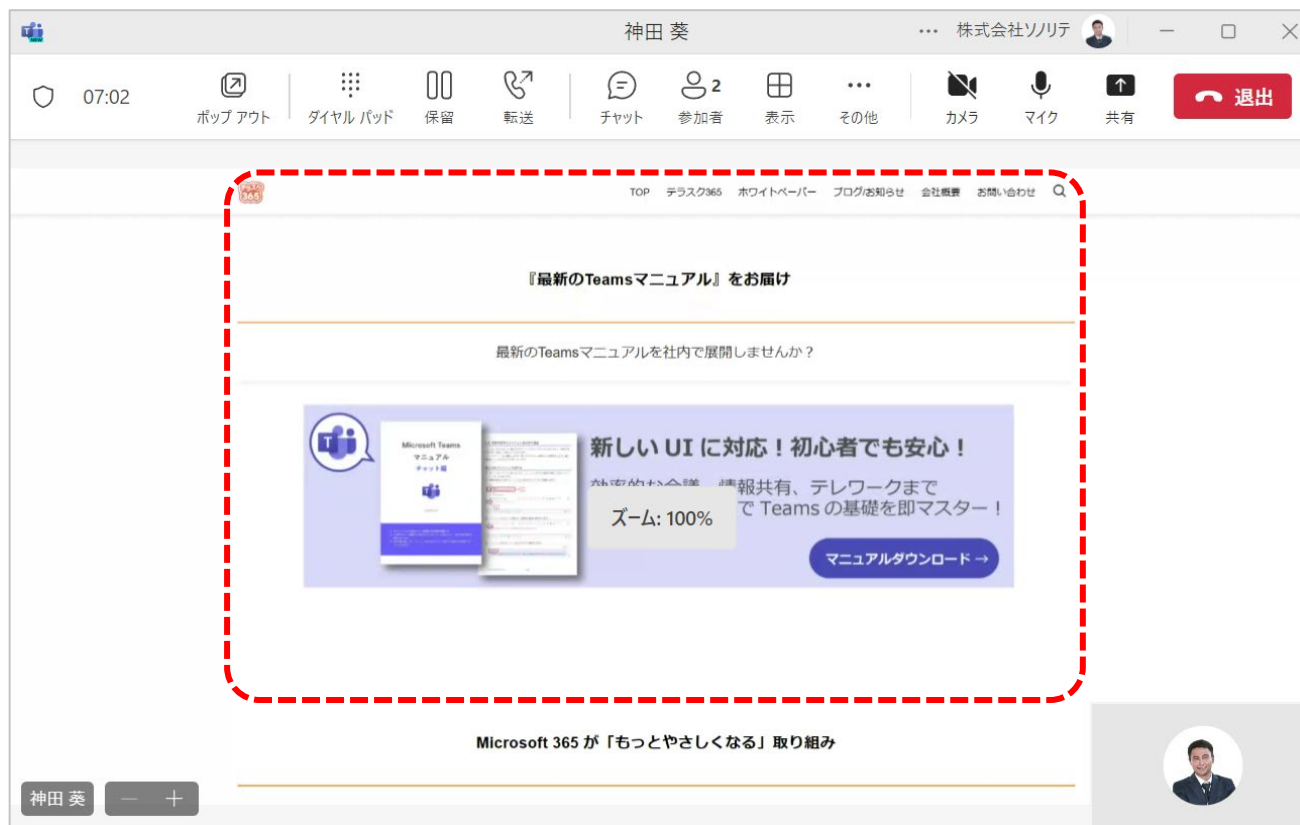 神田 葵
株式会社ソノリテ
07:02
ポップ アウト
ダイヤル パッド
保留
転送
チャット
2
参加者
表示
その他
カメラ
マイク
共有
退出
365
TOP テラスク365 ホワイトペーパー ブログ/お知らせ 会社概要 お問い合わせ
『最新のTeamsマニュアル』をお届け
最新のTeamsマニュアルを社内で展開しませんか？
Microsoft Teams
マニュアル
チャット編
新しい UI に対応！初心者でも安心！
効率的な会議、情報共有、テレワークまで
で Teams の基礎を即マスター！
ズーム: 100%
マニュアルダウンロード →
Microsoft 365 が「もっとやさしくなる」取り組み
神田 葵